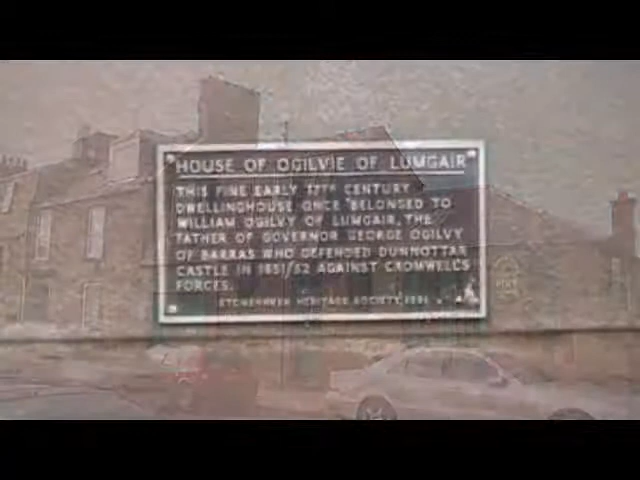 HOUSE OF OGILVIE OF LUMGAIR
THIS FINE EARLY 17TH CENTURY
DWELLINGHOUSE ONCE BELONGED TO
WILLIAM OGILVY OF LUMGAIR, THE
FATHER OF GOVERNOR GEORGE OGILVY
OF BARRAS WHO DEFENDED DUNNOTTAR
CASTLE IN 1651/52 AGAINST CROMWELL'S
FORCES.
STONEHAVEN HERITAGE SOCIETY